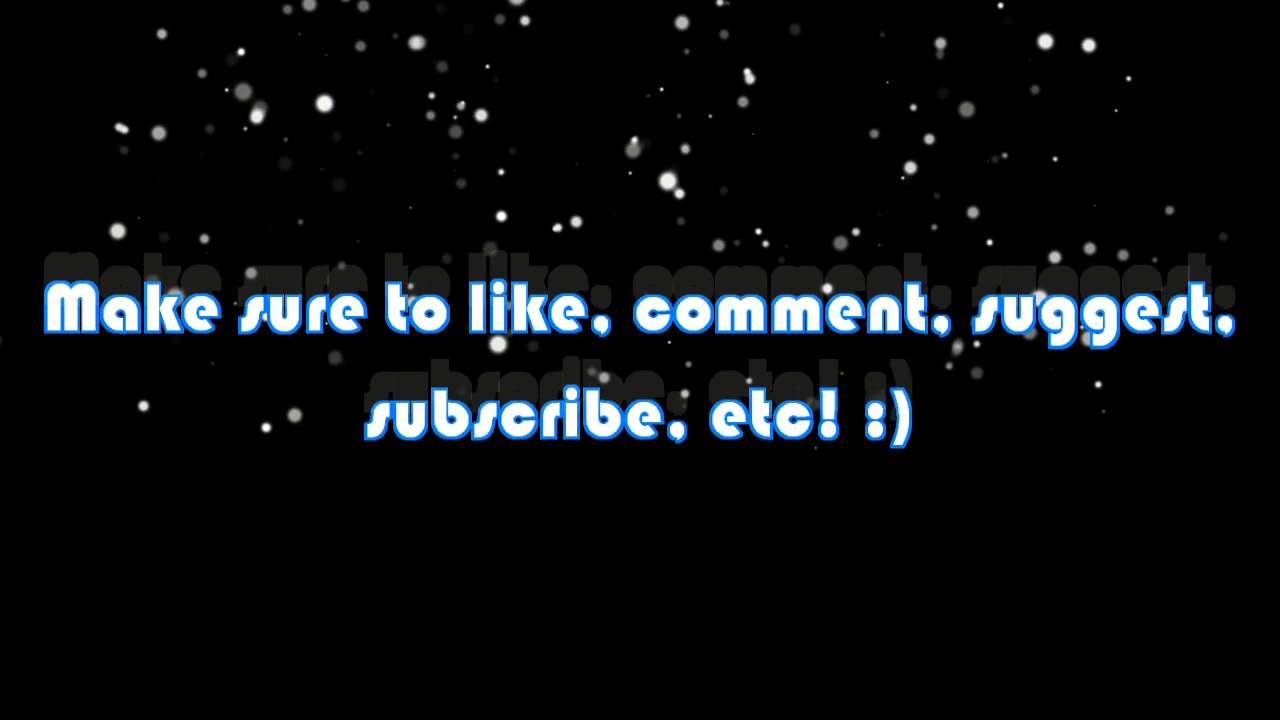 Make sure to like, comment, suggest,
subscribe, etc! :)